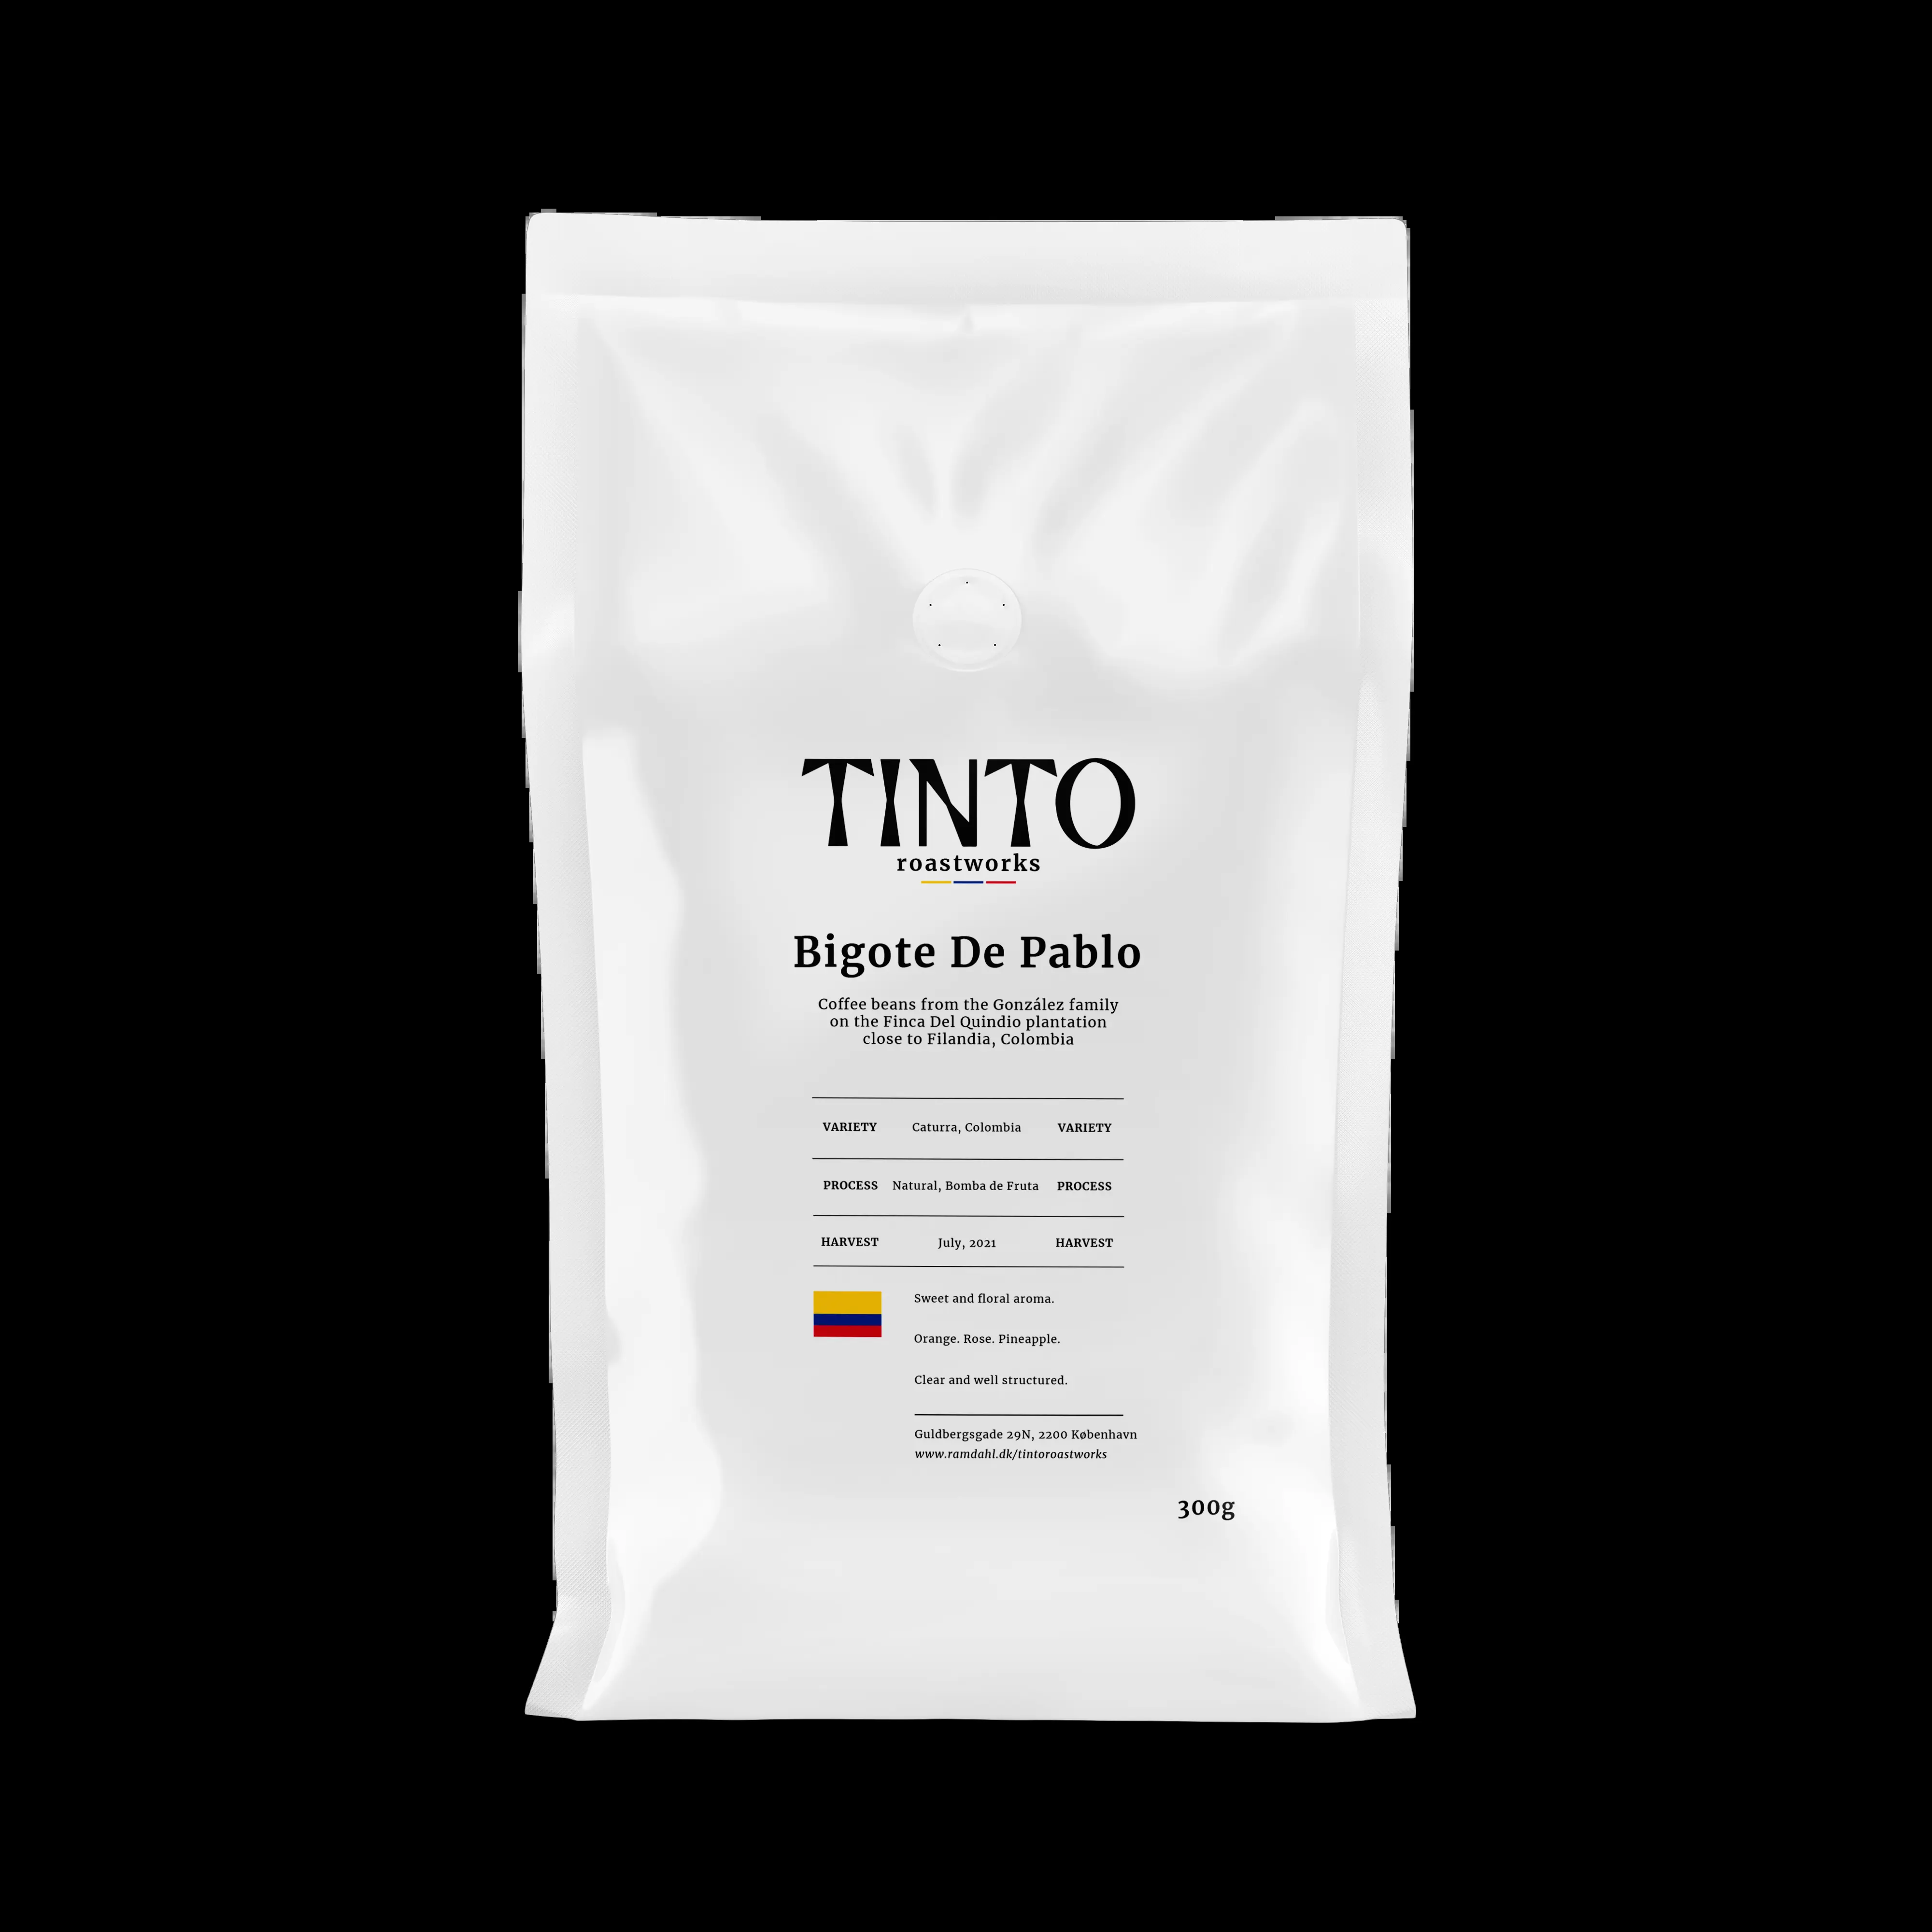 TINTO
roastworks
Bigote De Pablo
Coffee beans from the González family
on the Finca Del Quindio plantation
close to Filandia, Colombia
VARIETY Caturra, Colombia VARIETY
PROCESS Natural, Bomba de Fruta PROCESS
HARVEST July, 2021 HARVEST
Sweet and floral aroma.
Orange. Rose. Pineapple.
Clear and well structured.
Guldbergsgade 29N, 2200 København
www.ramdahl.dk/tintoroastworks
300g